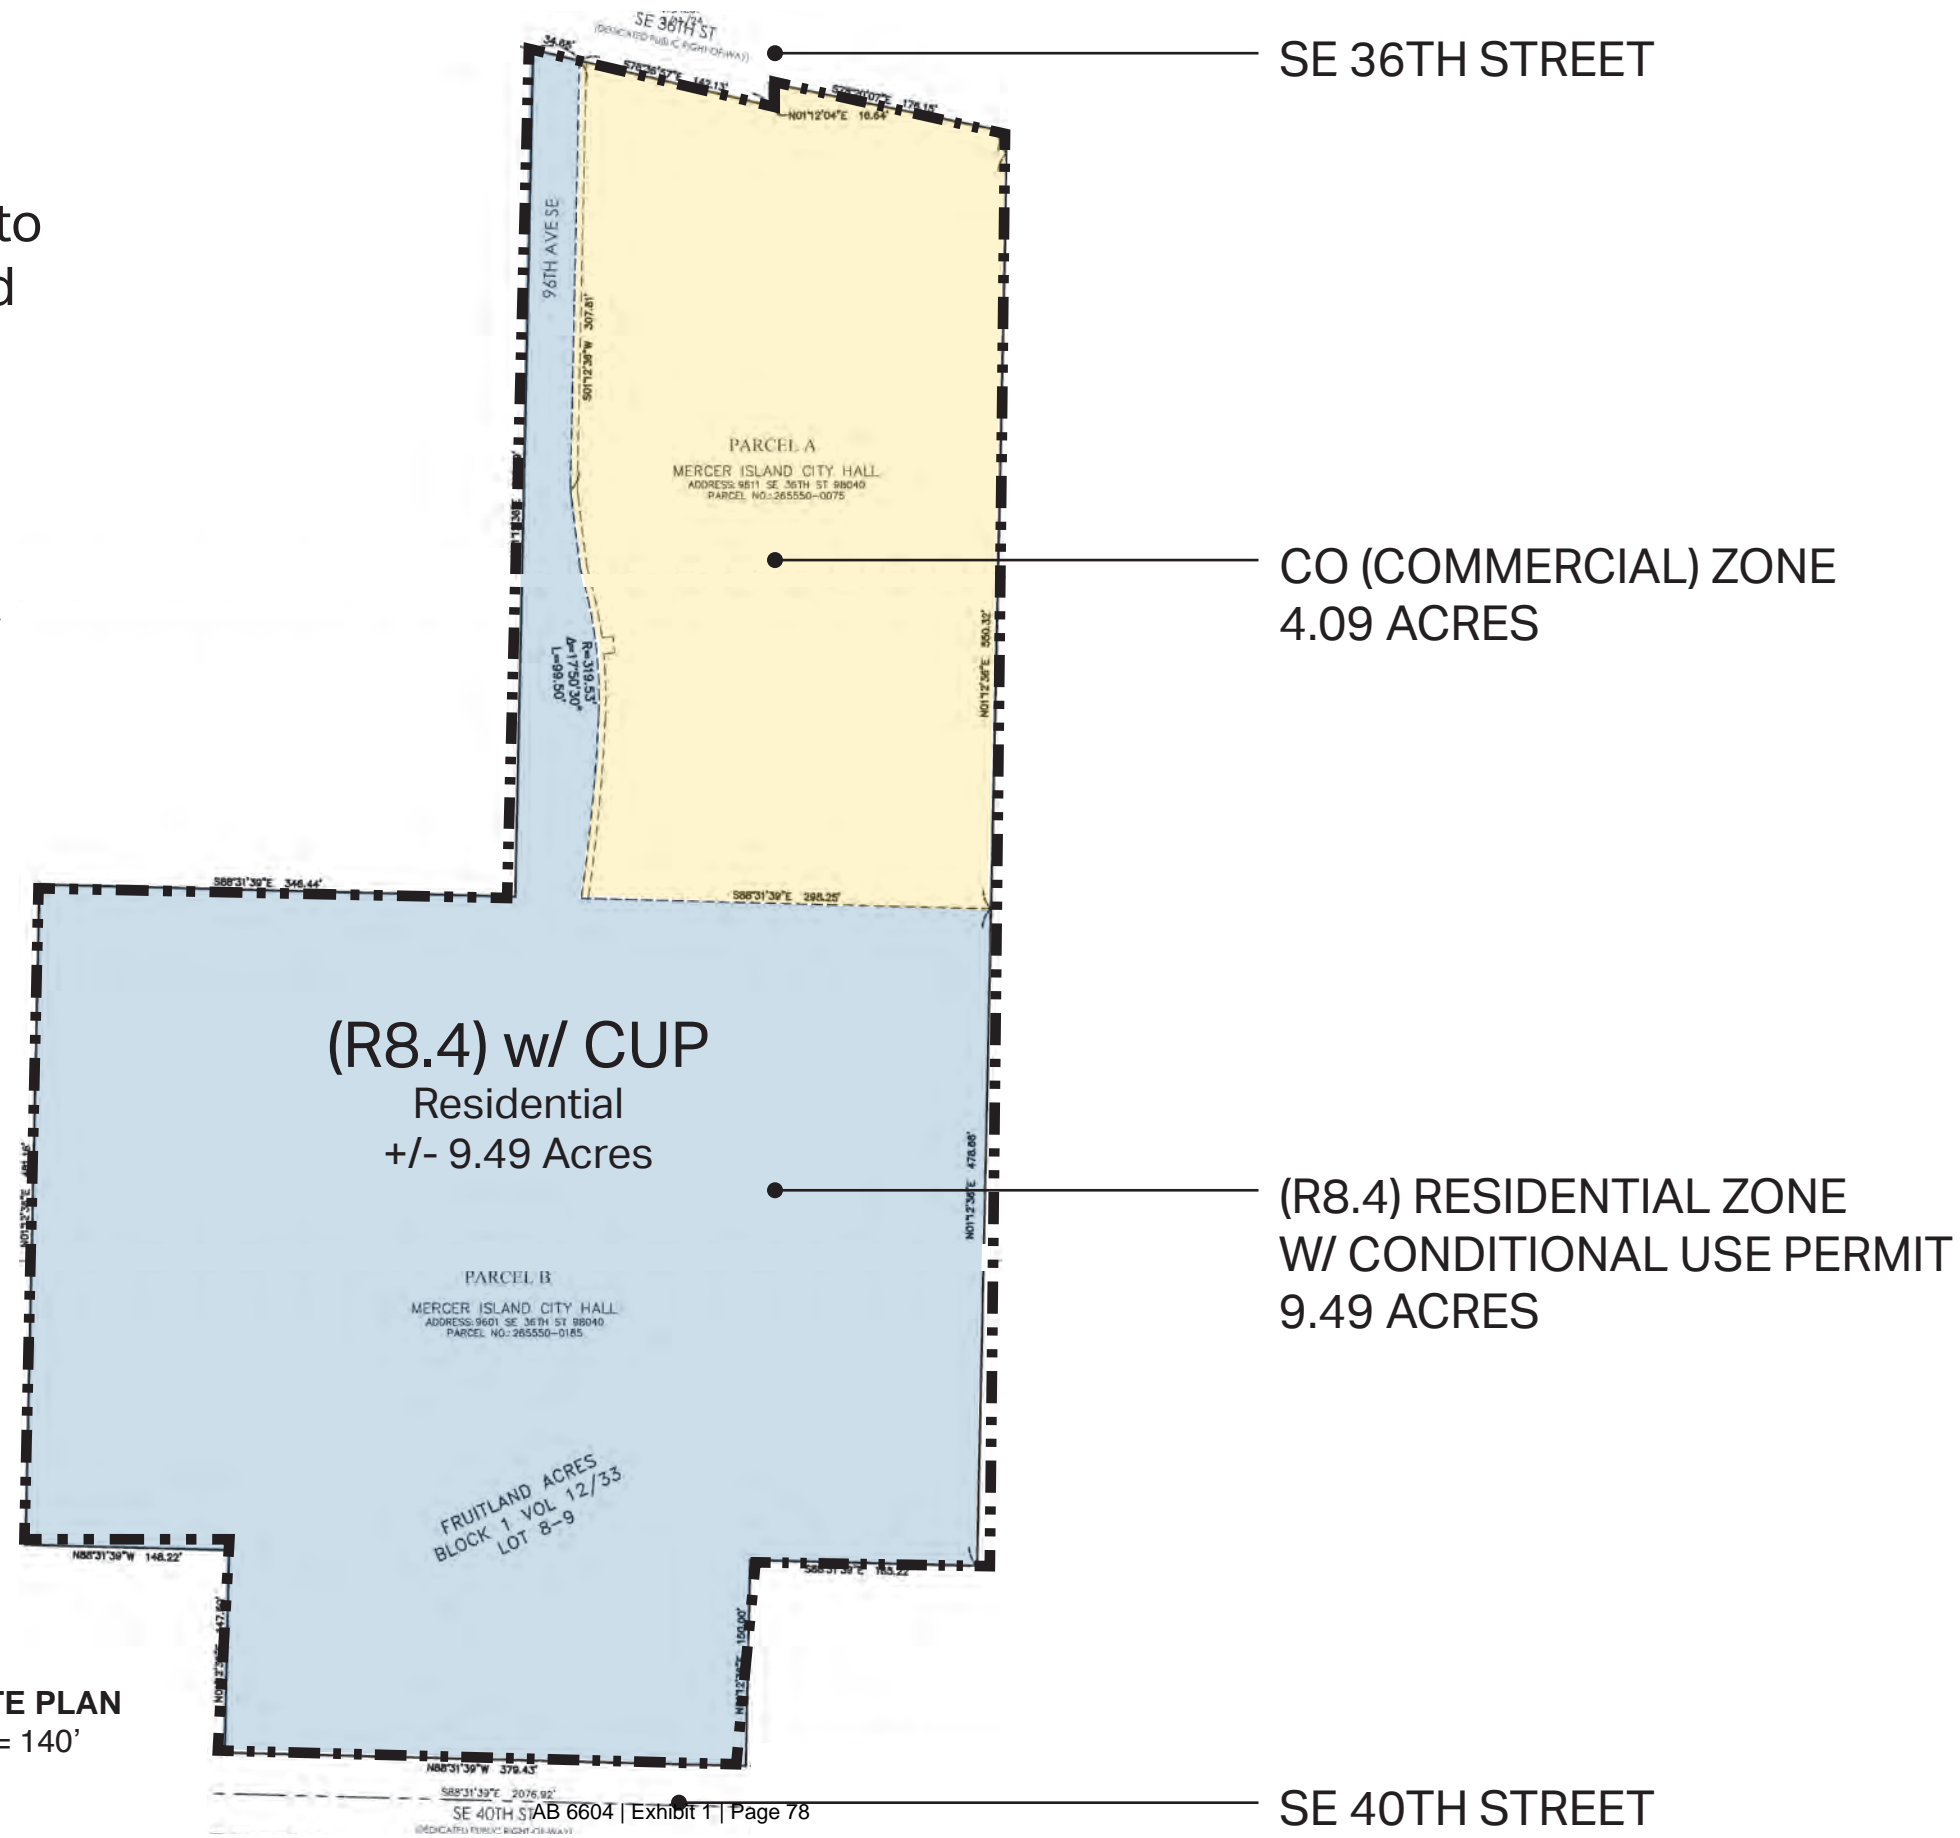 SE 36TH ST
(DEDICATED PUBLIC RIGHT-OF-WAY)
34.68'
S78°36'57"E 142.13'
N01°12'04"E 16.64'
176.15'
SE 36TH STREET
to
96TH AVE SE
S01°12'36"W 307.81'
PARCEL A
MERCER ISLAND CITY HALL
ADDRESS: 9611 SE 36TH ST 98040
PARCEL NO.: 265550-0075
CO (COMMERCIAL) ZONE
4.09 ACRES
R=319.53'
Δ=17°50'30"
L=99.50'
N01°12'36"E 550.32'
S88°31'39"E 346.44'
S88°31'39"E 298.25'
(R8.4) w/ CUP
Residential
+/- 9.49 Acres
N01°12'36"E 478.68'
(R8.4) RESIDENTIAL ZONE
W/ CONDITIONAL USE PERMIT
9.49 ACRES
PARCEL B
MERCER ISLAND CITY HALL
ADDRESS: 9601 SE 36TH ST 98040
PARCEL NO.: 265550-0185
FRUITLAND ACRES
BLOCK 1 VOL 12/33
LOT 8-9
N88°31'39"W 148.22'
150.00'
TE PLAN
= 140'
N88°31'39"W 379.43'
S88°31'39"E 2076.92'
SE 40TH ST
(DEDICATED PUBLIC RIGHT-OF-WAY)
AB 6604 | Exhibit 1 | Page 78
SE 40TH STREET